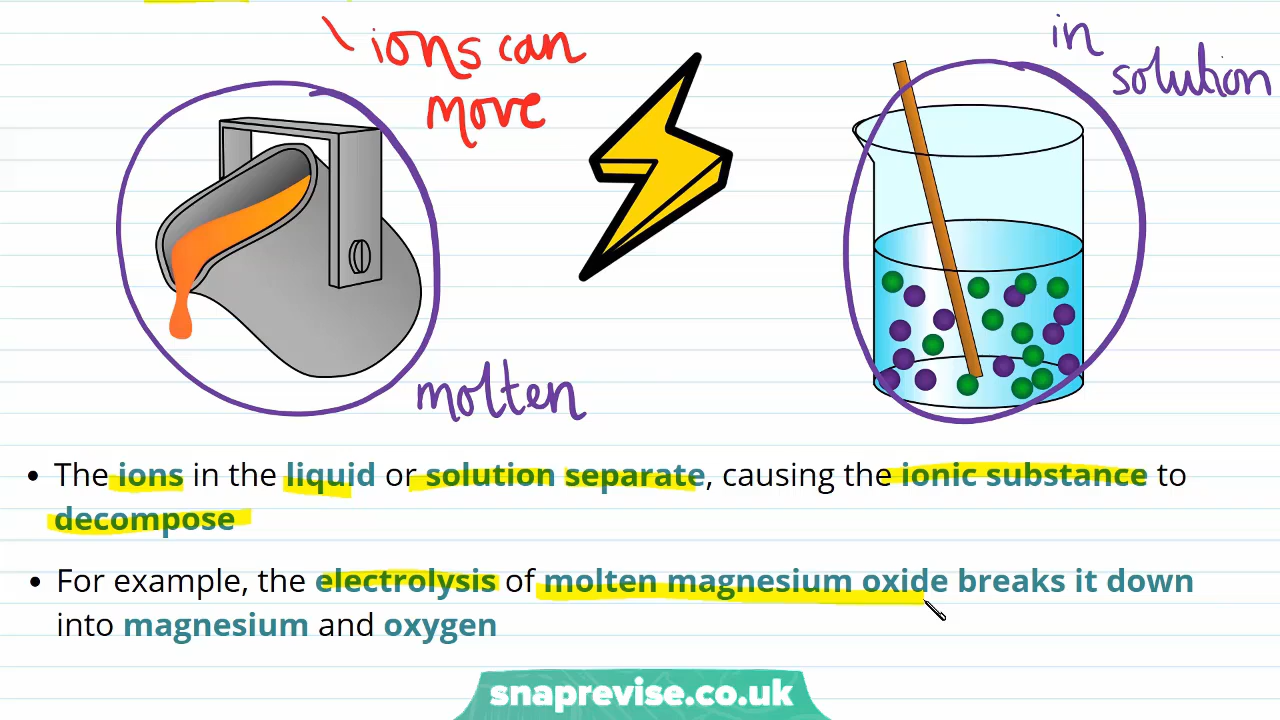 ions can
move
in
solution
molten
• The ions in the liquid or solution separate, causing the ionic substance to
decompose
• For example, the electrolysis of molten magnesium oxide breaks it down
into magnesium and oxygen
snaprevise.co.uk